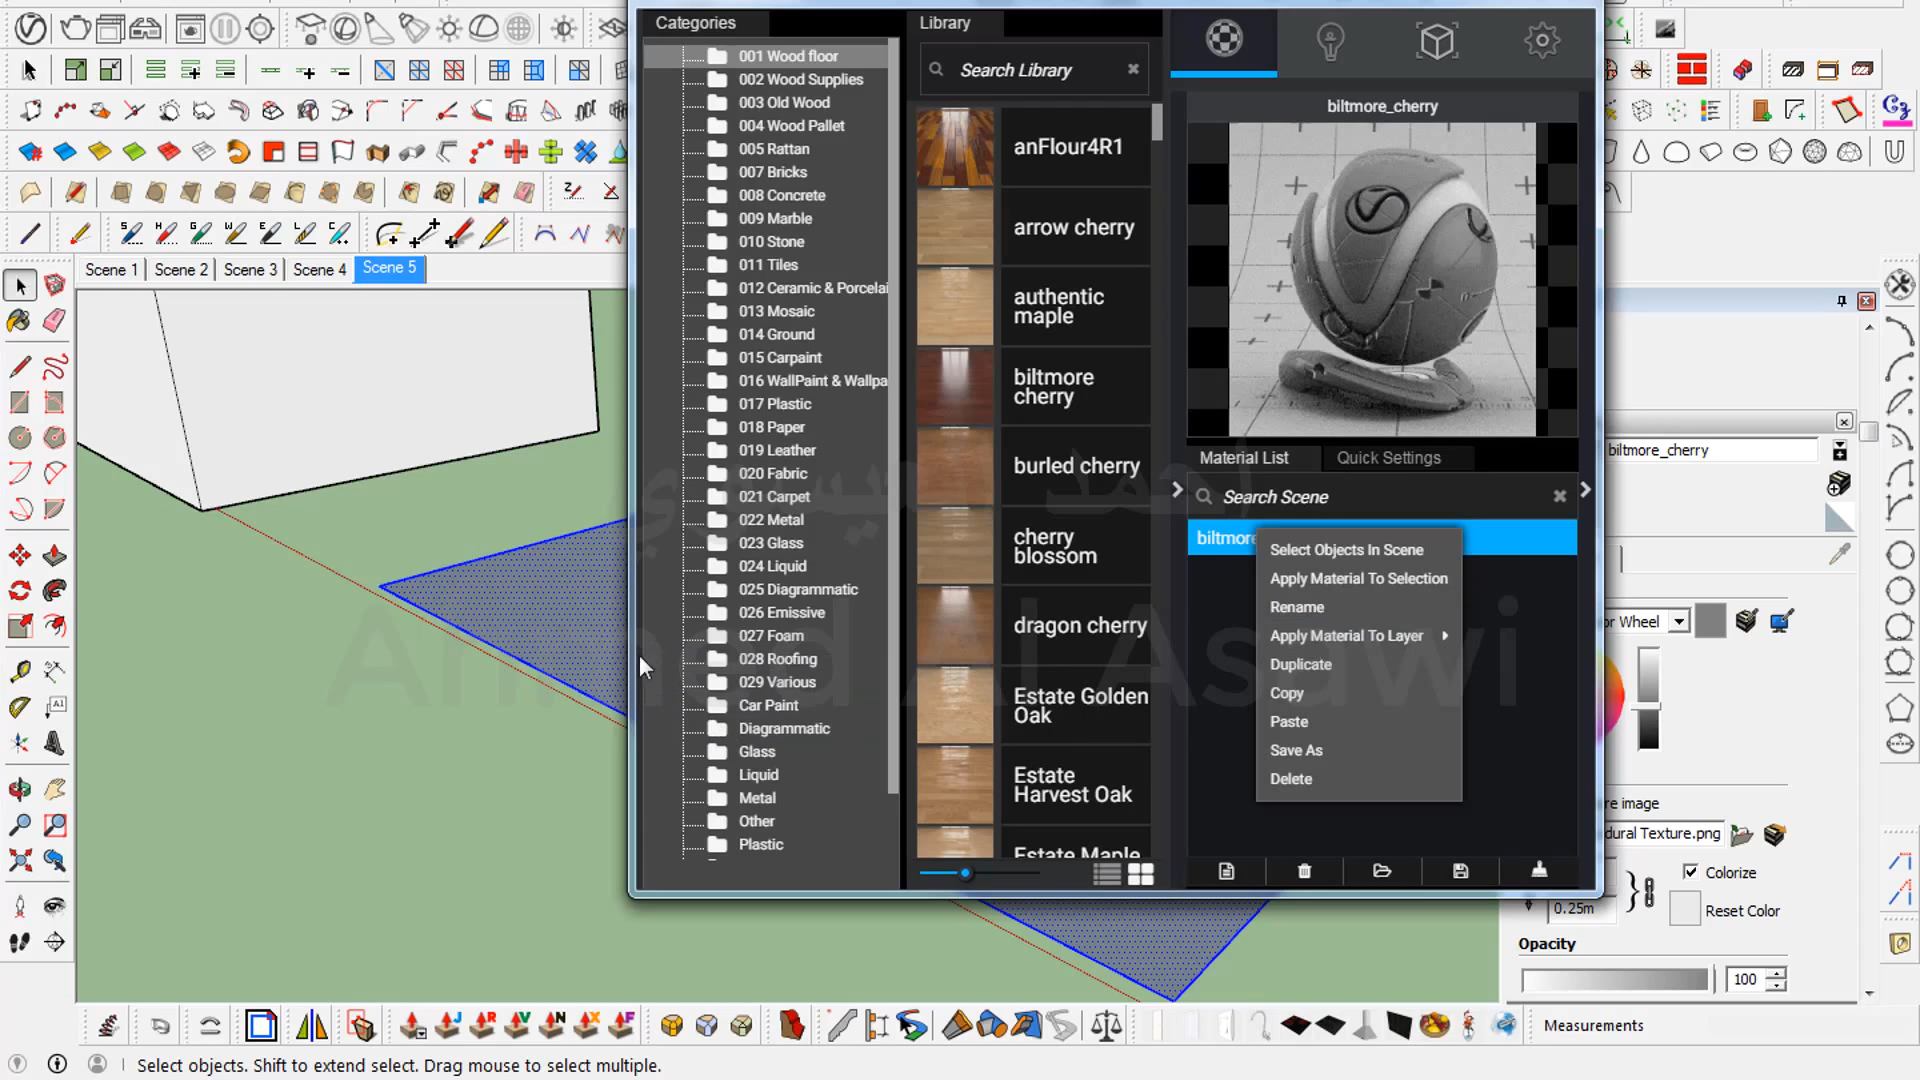 Categories
001 Wood floor
002 Wood Supplies
003 Old Wood
004 Wood Pallet
005 Rattan
007 Bricks
008 Concrete
009 Marble
010 Stone
011 Tiles
012 Ceramic & Porcelai
013 Mosaic
014 Ground
015 Carpaint
016 WallPaint & Wallpa
017 Plastic
018 Paper
019 Leather
020 Fabric
021 Carpet
022 Metal
023 Glass
024 Liquid
025 Diagrammatic
026 Emissive
027 Foam
028 Roofing
029 Various
Car Paint
Diagrammatic
Glass
Liquid
Metal
Other
Plastic
Library
Search Library
anFlour4R1
arrow cherry
authentic
maple
biltmore
cherry
burled cherry
cherry
blossom
dragon cherry
Estate Golden
Oak
Estate
Harvest Oak
Estate Maple
biltmore_cherry
Material List
Quick Settings
Search Scene
biltmore
Select Objects In Scene
Apply Material To Selection
Rename
Apply Material To Layer
Duplicate
Copy
Paste
Save As
Delete
Scene 1
Scene 2
Scene 3
Scene 4
Scene 5
biltmore_cherry
or Wheel
re image
dural Texture.png
Colorize
0.25m
Reset Color
Opacity
100
Measurements
Select objects. Shift to extend select. Drag mouse to select multiple.
Ahmed Al Asawi